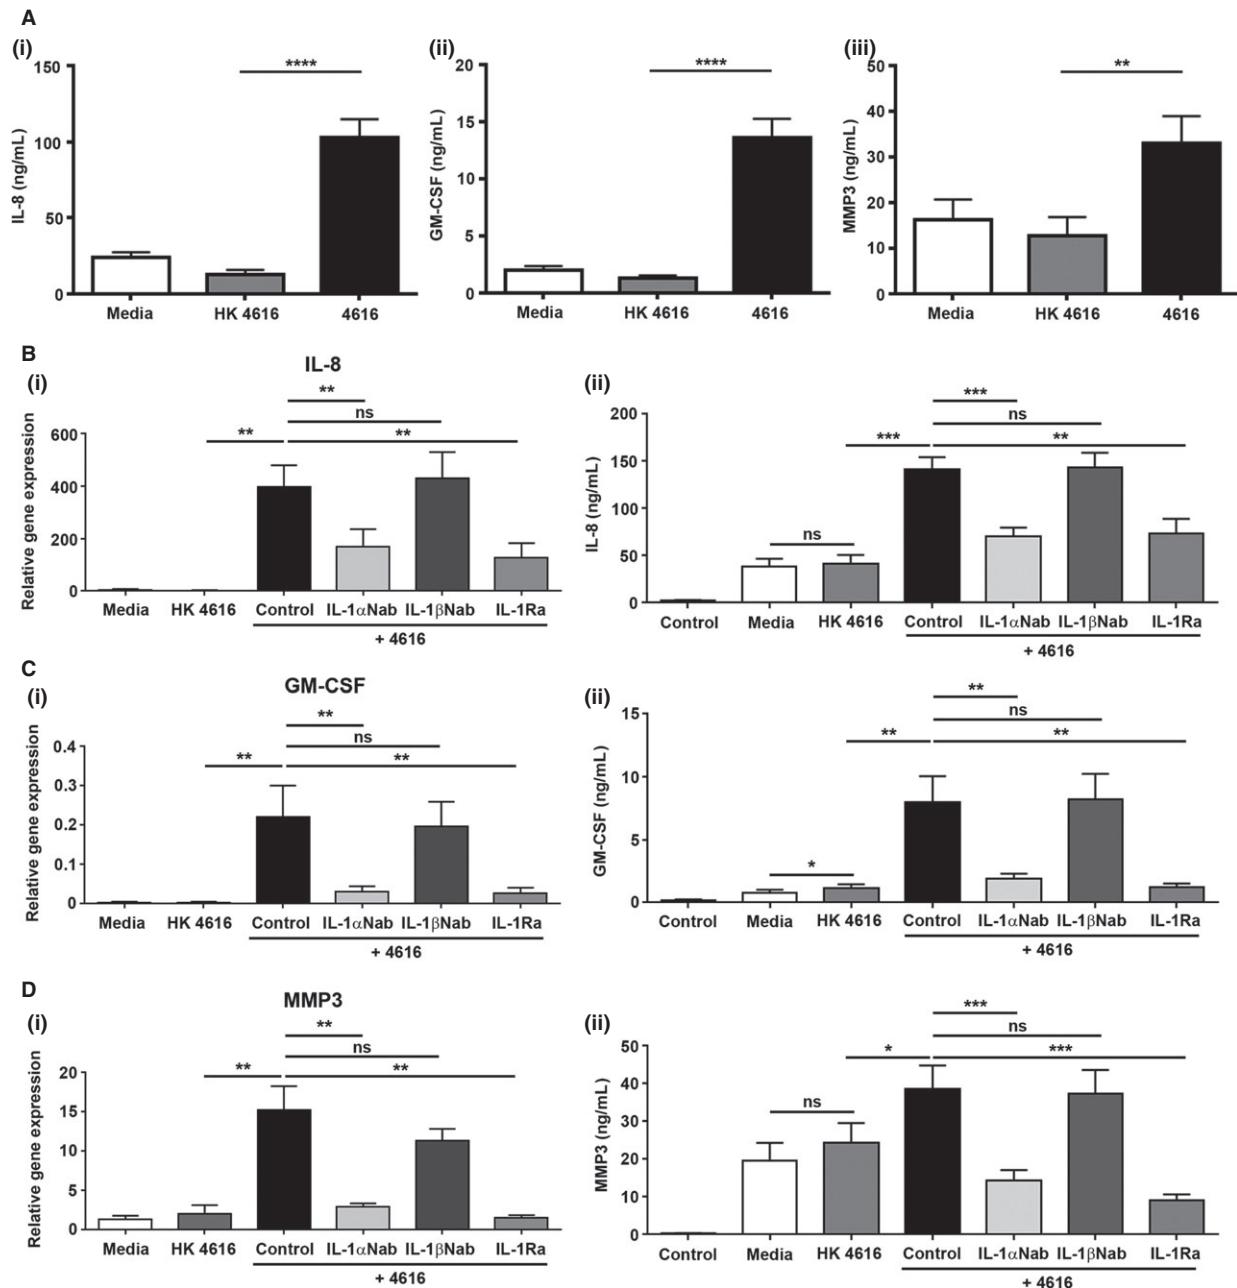 A
(i)
IL-8 (ng/mL)
150
100
50
0
****
Media
HK 4616
4616
(ii)
GM-CSF (ng/mL)
20
15
10
5
0
****
Media
HK 4616
4616
(iii)
MMP3 (ng/mL)
50
40
30
20
10
0
**
Media
HK 4616
4616
B
IL-8
(i)
Relative gene expression
600
400
200
0
**
ns
**
**
Media
HK 4616
Control
IL-1αNab
IL-1βNab
IL-1Ra
+ 4616
(ii)
IL-8 (ng/mL)
200
150
100
50
0
***
ns
***
**
ns
Control
Media
HK 4616
Control
IL-1αNab
IL-1βNab
IL-1Ra
+ 4616
C
GM-CSF
(i)
Relative gene expression
0.4
0.3
0.2
0.1
0
**
ns
**
**
Media
HK 4616
Control
IL-1αNab
IL-1βNab
IL-1Ra
+ 4616
(ii)
GM-CSF (ng/mL)
15
10
5
0
**
ns
**
**
*
Control
Media
HK 4616
Control
IL-1αNab
IL-1βNab
IL-1Ra
+ 4616
D
MMP3
(i)
Relative gene expression
20
15
10
5
0
**
ns
**
**
Media
HK 4616
Control
IL-1αNab
IL-1βNab
IL-1Ra
+ 4616
(ii)
MMP3 (ng/mL)
50
40
30
20
10
0
***
ns
*
***
ns
Control
Media
HK 4616
Control
IL-1αNab
IL-1βNab
IL-1Ra
+ 4616